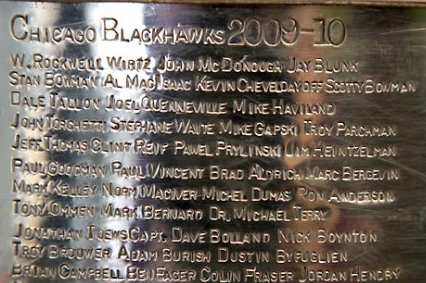 CHICAGO BLACKHAWKS 2009-10
W. ROCKWELL WIRTZ JOHN MCDONOUGH JAY BLUNK
STAN BOWMAN AL MACISAAC KEVIN CHEVELDAYOFF SCOTTY BOWMAN
DALE TALLON JOEL QUENNEVILLE MIKE HAVILAND
JOHN TORCHETTI STEPHANE WAITE MIKE GAPSKI TROY PARCHMAN
JEFF THOMAS CLINT REIF PAWEL PRYLINSKI JIM HEINTZELMAN
PAUL GOODMAN PAUL VINCENT BRAD ALDRICH MARC BERGEVIN
MARK KELLEY NORM MACIVER MICHEL DUMAS RON ANDERSON
TONY OMMEN MARK BERNARD DR. MICHAEL TERRY
JONATHAN TOEWS CAPT. DAVE BOLLAND NICK BOYNTON
TROY BROUWER ADAM BURISH DUSTIN BYFUGLIEN
BRIAN CAMPBELL BEN EAGER COLIN FRASER JORDAN HENDRY